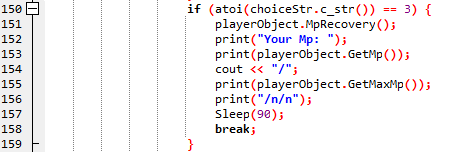 150 if (atoi(choiceStr.c_str()) == 3) {
151 playerObject.MpRecovery();
152 print("Your Mp: ");
153 print(playerObject.GetMp());
154 cout << "/";
155 print(playerObject.GetMaxMp());
156 print("/n/n");
157 Sleep(90);
158 break;
159 }